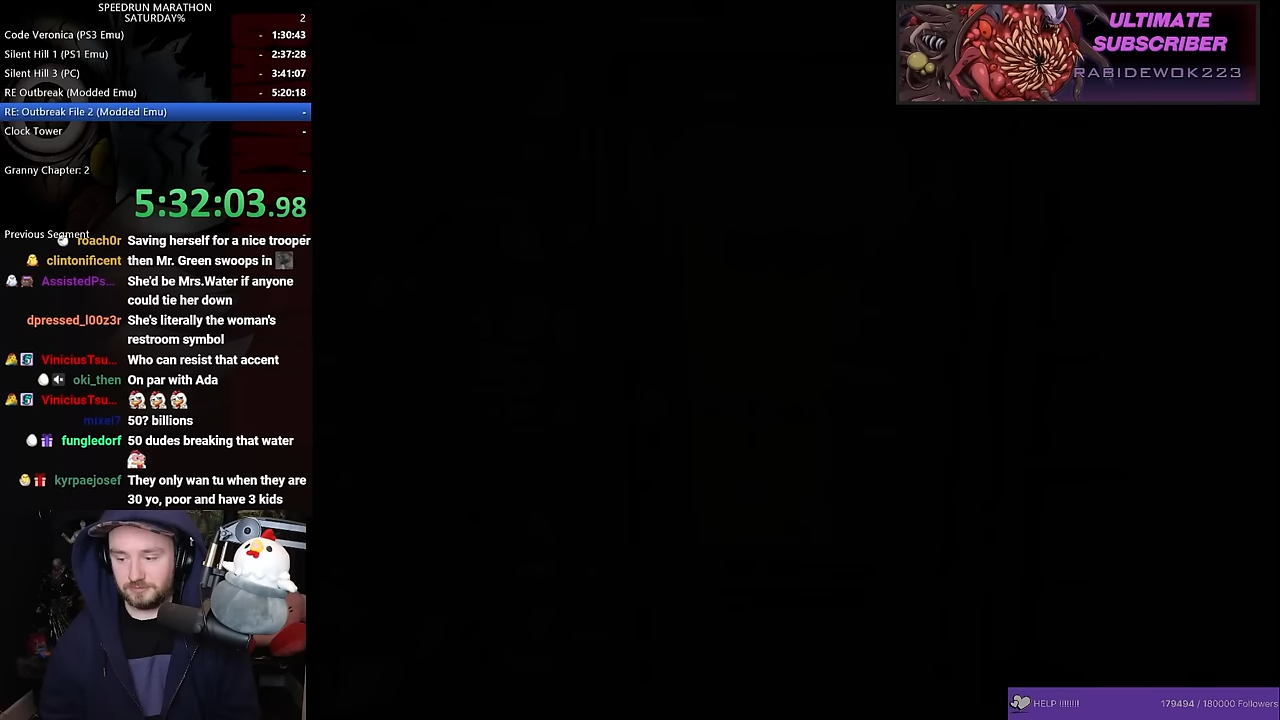 SPEEDRUN MARATHON
SATURDAY%
2
Code Veronica (PS3 Emu) - 1:30:43
Silent Hill 1 (PS1 Emu) - 2:37:28
Silent Hill 3 (PC) - 3:41:07
RE Outbreak (Modded Emu) - 5:20:18
RE: Outbreak File 2 (Modded Emu) -
Clock Tower -
Granny Chapter: 2 -
5:32:03.98
Previous Segment -
roach0r Saving herself for a nice trooper
clintonificent then Mr. Green swoops in
AssistedPs... She'd be Mrs.Water if anyone
could tie her down
dpressed_l00z3r She's literally the woman's
restroom symbol
ViniciusTsu... Who can resist that accent
oki_then On par with Ada
ViniciusTsu...
mixei7 50? billions
fungledorf 50 dudes breaking that water
kyrpaejosef They only wan tu when they are
30 yo, poor and have 3 kids
ULTIMATE
SUBSCRIBER
RABIDEWOK223
HELP !!!!!!! 179494 / 180000 Followers